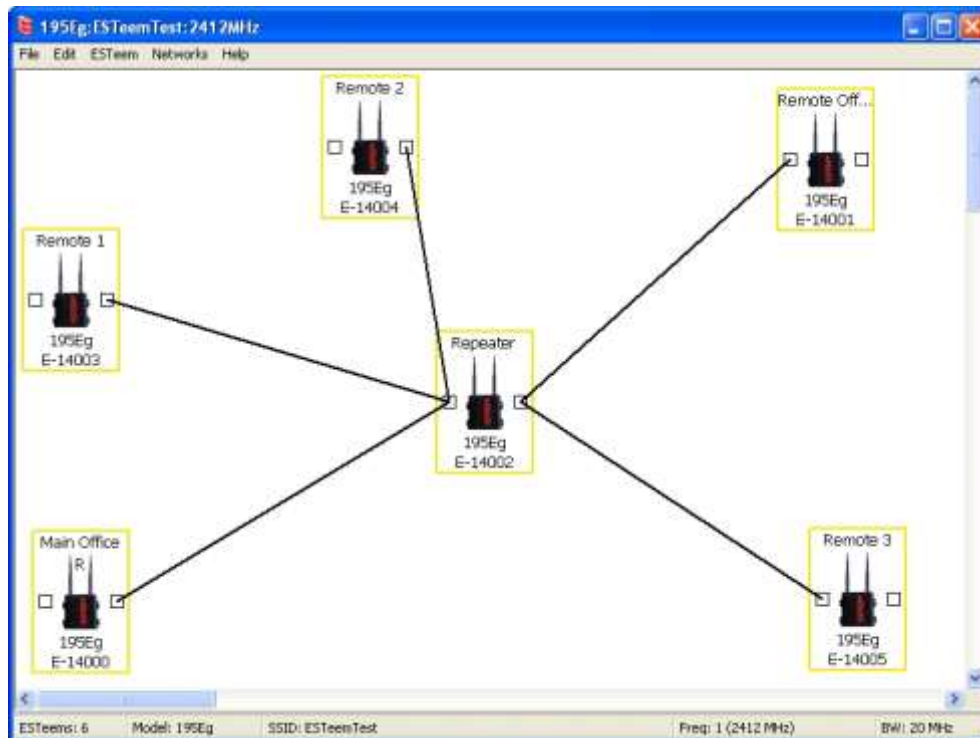 195Eg:ESTeemTest:2412MHz
File Edit ESTeem Networks Help
Remote 2
195Eg
E-14004
Remote Off...
195Eg
E-14001
Remote 1
195Eg
E-14003
Repeater
195Eg
E-14002
Main Office
R
195Eg
E-14000
Remote 3
195Eg
E-14005
ESTeems: 6 Model: 195Eg SSID: ESTeemTest Freq: 1 (2412 MHz) BW: 20 MHz